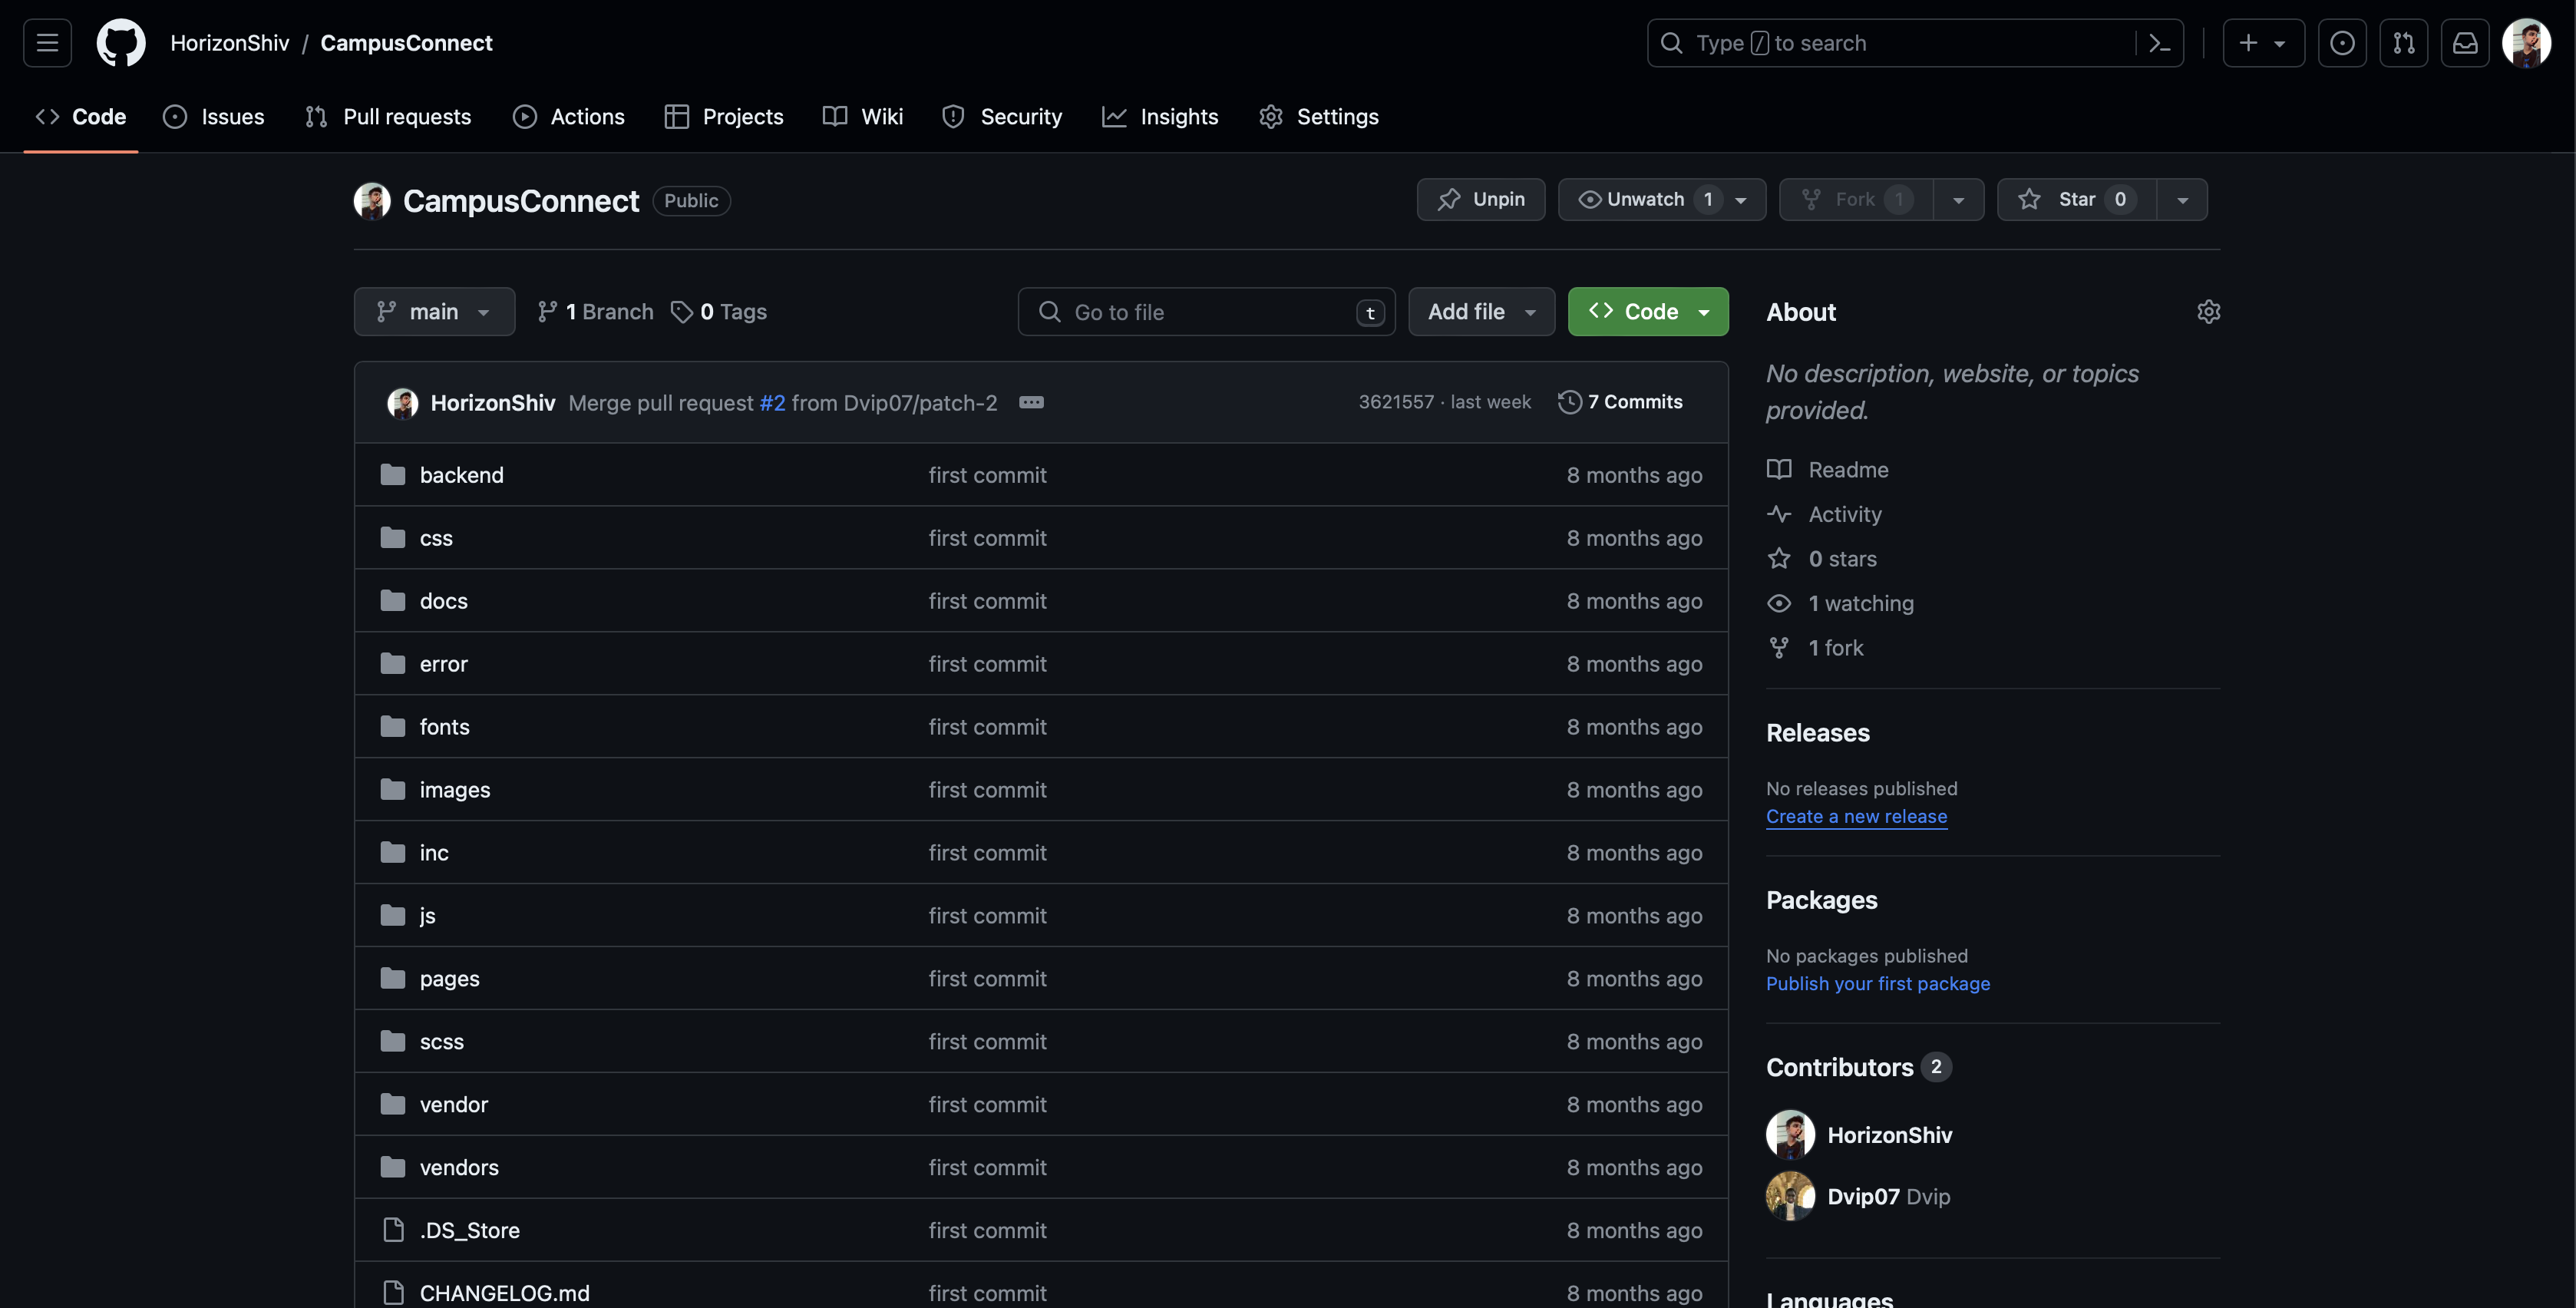 HorizonShiv / CampusConnect
Type / to search
Code Issues Pull requests Actions Projects Wiki Security Insights Settings
CampusConnect Public
Unpin Unwatch 1 Fork 1 Star 0
main 1 Branch 0 Tags Go to file t Add file Code
HorizonShiv Merge pull request #2 from Dvip07/patch-2 3621557 · last week 7 Commits
backend first commit 8 months ago
css first commit 8 months ago
docs first commit 8 months ago
error first commit 8 months ago
fonts first commit 8 months ago
images first commit 8 months ago
inc first commit 8 months ago
js first commit 8 months ago
pages first commit 8 months ago
scss first commit 8 months ago
vendor first commit 8 months ago
vendors first commit 8 months ago
.DS_Store first commit 8 months ago
CHANGELOG.md first commit 8 months ago
About
No description, website, or topics
provided.
Readme
Activity
0 stars
1 watching
1 fork
Releases
No releases published
Create a new release
Packages
No packages published
Publish your first package
Contributors 2
HorizonShiv
Dvip07 Dvip
Languages